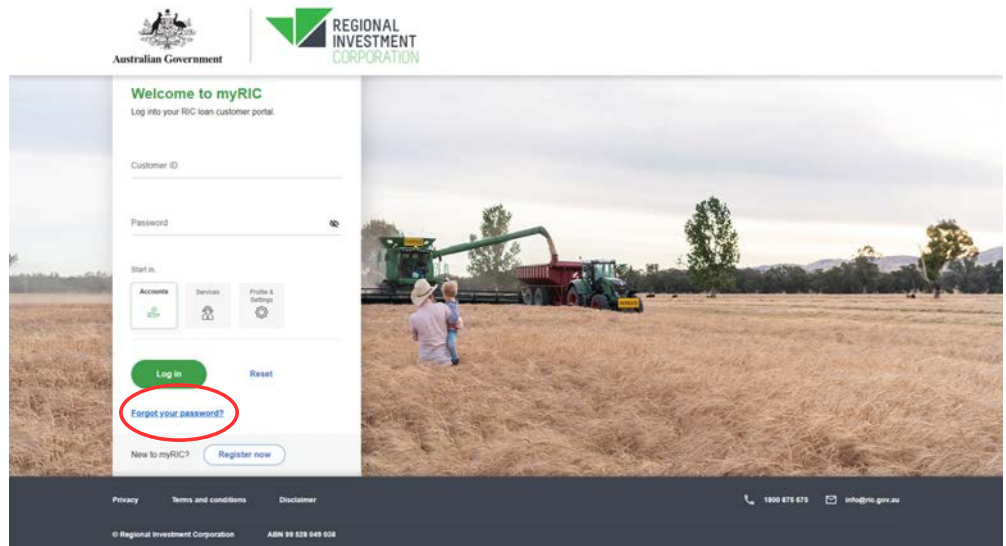 Australian Government
REGIONAL
INVESTMENT
CORPORATION
Welcome to myRIC
Log into your RIC loan customer portal.
Customer ID
Password
Start in.
Accounts
Services
Profile &
Settings
Log in
Reset
Forgot your password?
New to myRIC?
Register now
Privacy
Terms and conditions
Disclaimer
1800 875 675
info@ric.gov.au
© Regional Investment Corporation
ABN 99 528 049 038